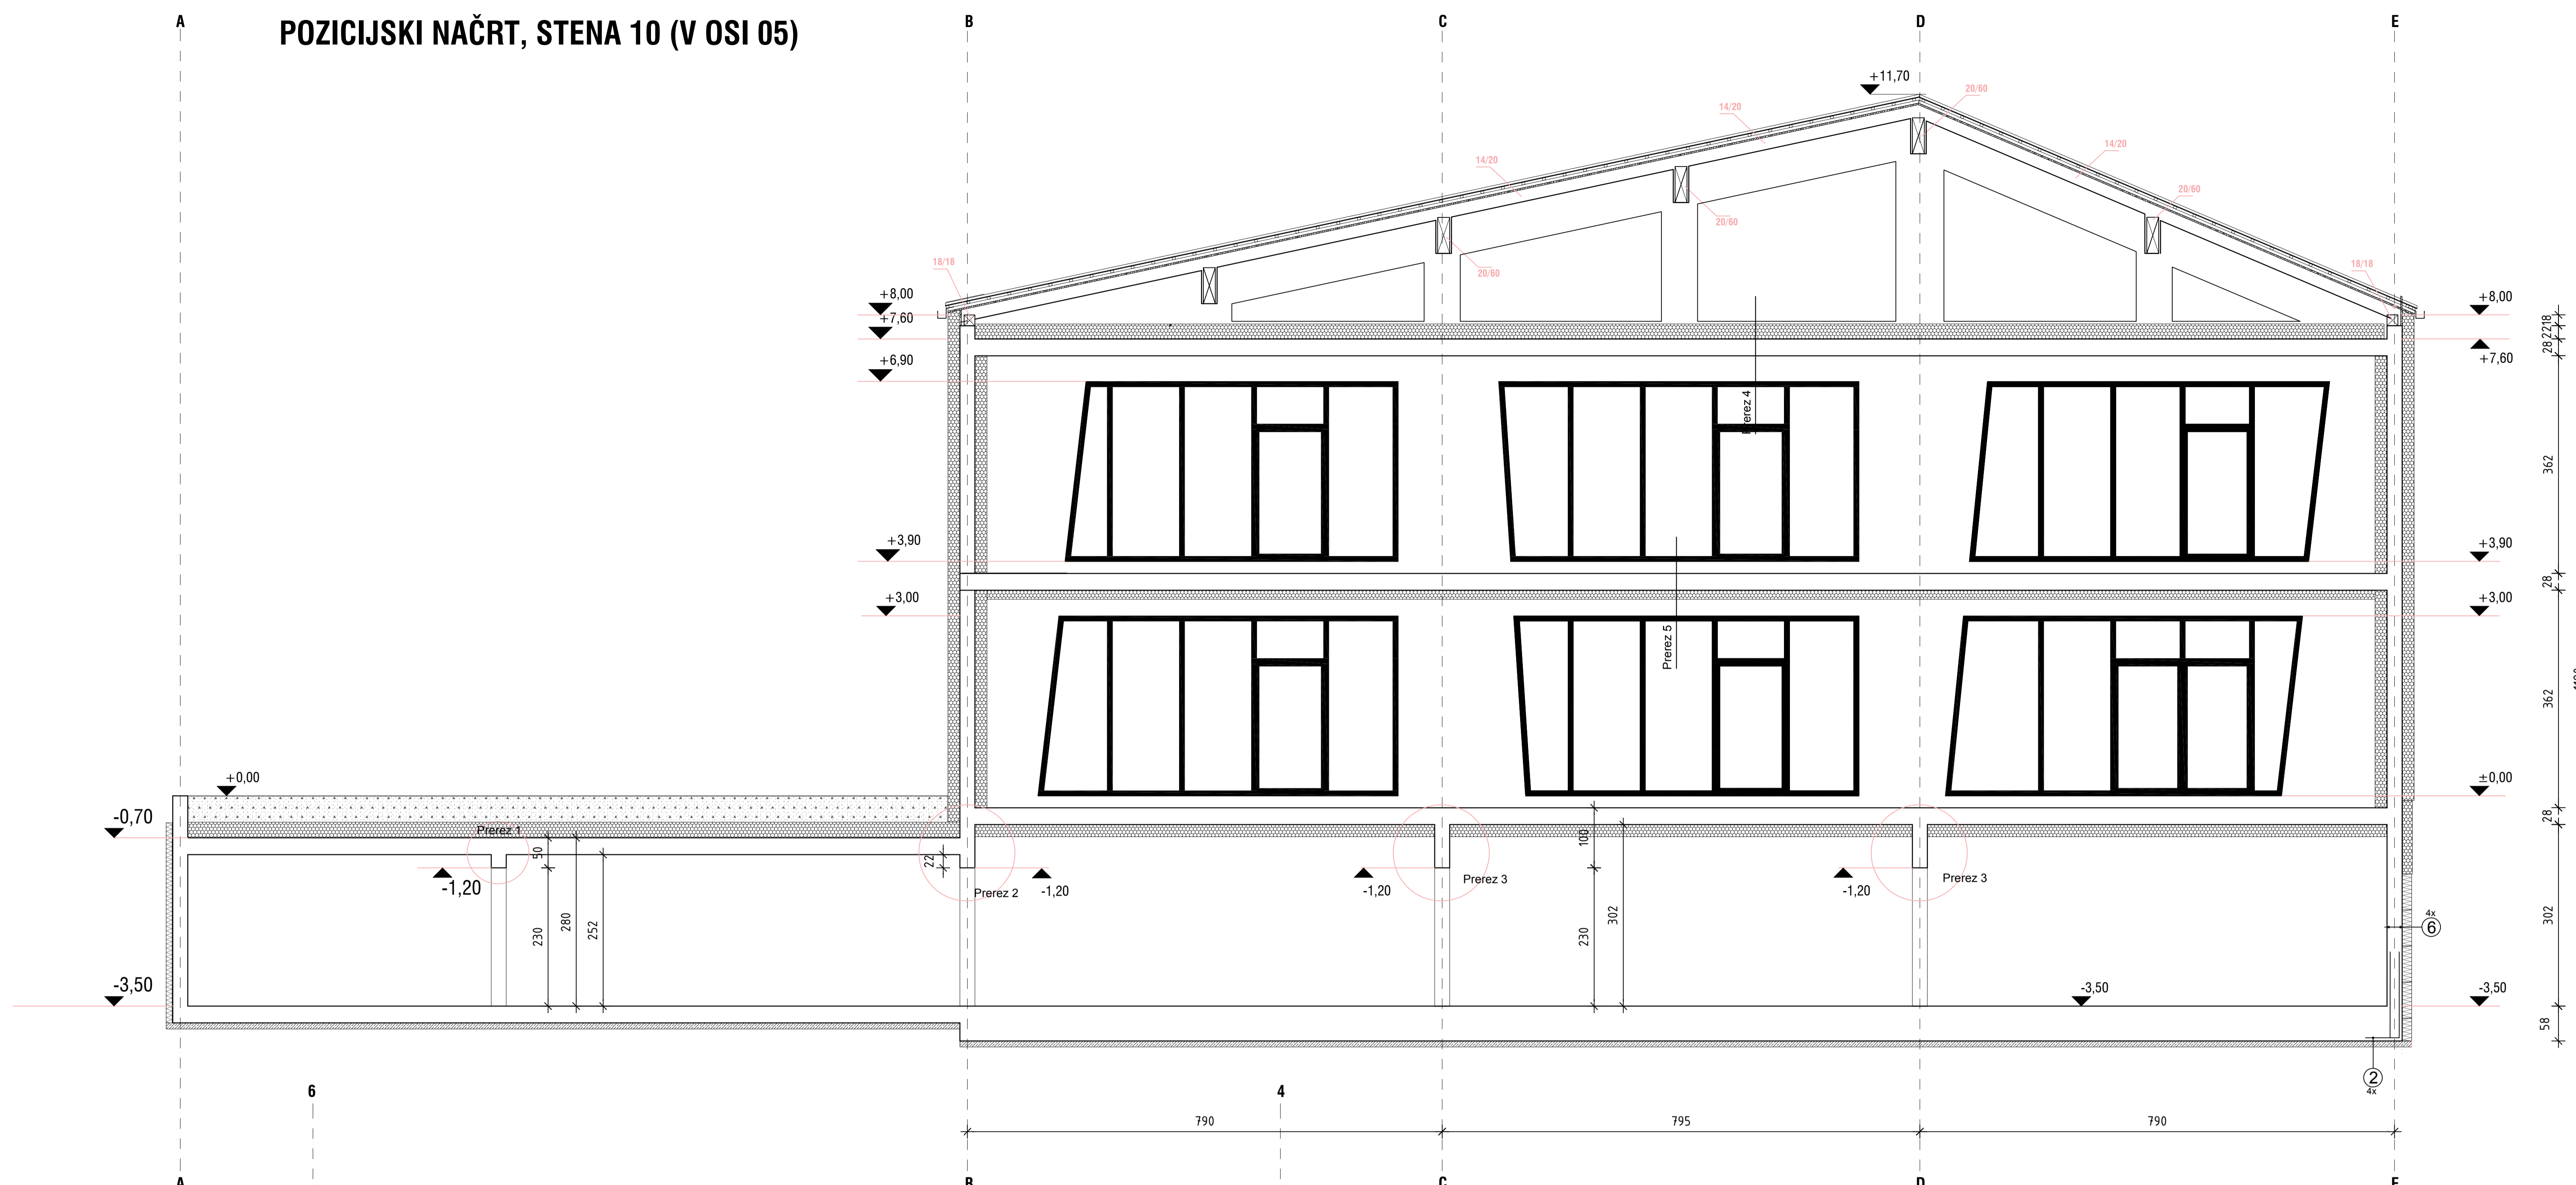 A
B
C
D
E
POZICIJSKI NAČRT, STENA 10 (V OSI 05)
+11,70
20/60
14/20
14/20
14/20
20/60
20/60
20/60
18/18
18/18
+8,00
+8,00
+7,60
+7,60
18
22
28
+6,90
Prerez 4
362
+3,90
+3,90
28
+3,00
+3,00
Prerez 5
362
+0,00
±0,00
-0,70
Prerez 1
28
50
22
100
-1,20
-1,20
-1,20
-1,20
Prerez 2
Prerez 3
Prerez 3
230
280
252
230
302
302
4x
6
-3,50
-3,50
-3,50
58
2
4x
6
4
790
795
790
A
B
C
D
E